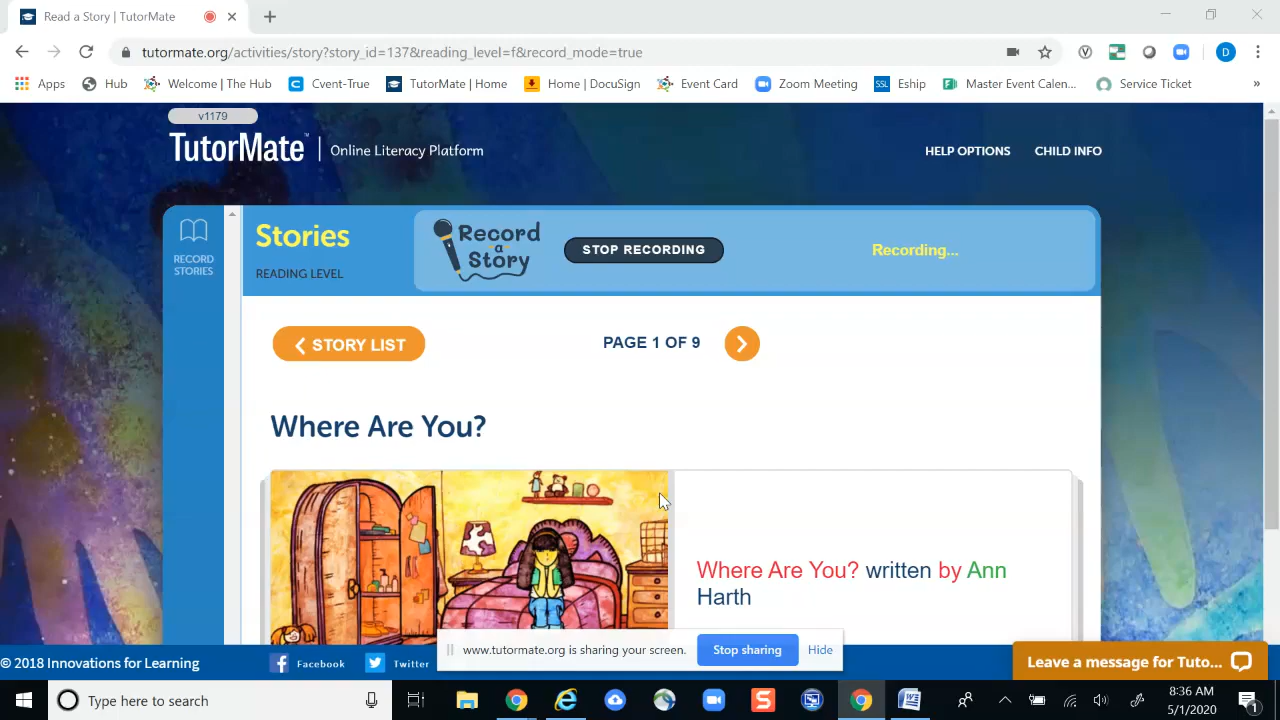 Read a Story | TutorMate
tutormate.org/activities/story?story_id=137&reading_level=f&record_mode=true
D
Apps Hub Welcome | The Hub Cvent-True TutorMate | Home Home | DocuSign Event Card Zoom Meeting SSL Eship Master Event Calen... Service Ticket »
v1179
TutorMate™ | Online Literacy Platform
HELP OPTIONS CHILD INFO
RECORD
STORIES
Stories
READING LEVEL
Record
a
Story
STOP RECORDING
Recording...
STORY LIST
PAGE 1 OF 9
Where Are You?
Where Are You? written by Ann
Harth
www.tutormate.org is sharing your screen. Stop sharing Hide
© 2018 Innovations for Learning
Facebook Twitter
Leave a message for Tuto...
Type here to search
8:36 AM
5/1/2020
1